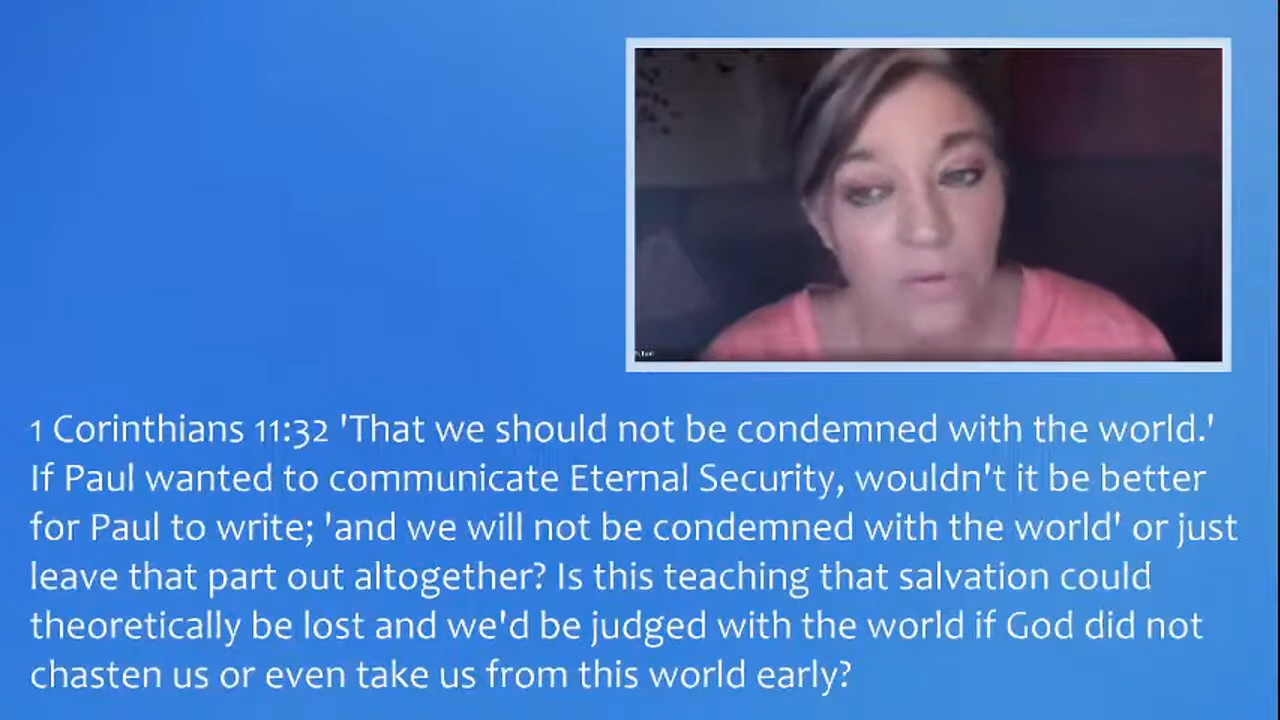 1 Corinthians 11:32 'That we should not be condemned with the world.'
If Paul wanted to communicate Eternal Security, wouldn't it be better
for Paul to write; 'and we will not be condemned with the world' or just
leave that part out altogether? Is this teaching that salvation could
theoretically be lost and we'd be judged with the world if God did not
chasten us or even take us from this world early?